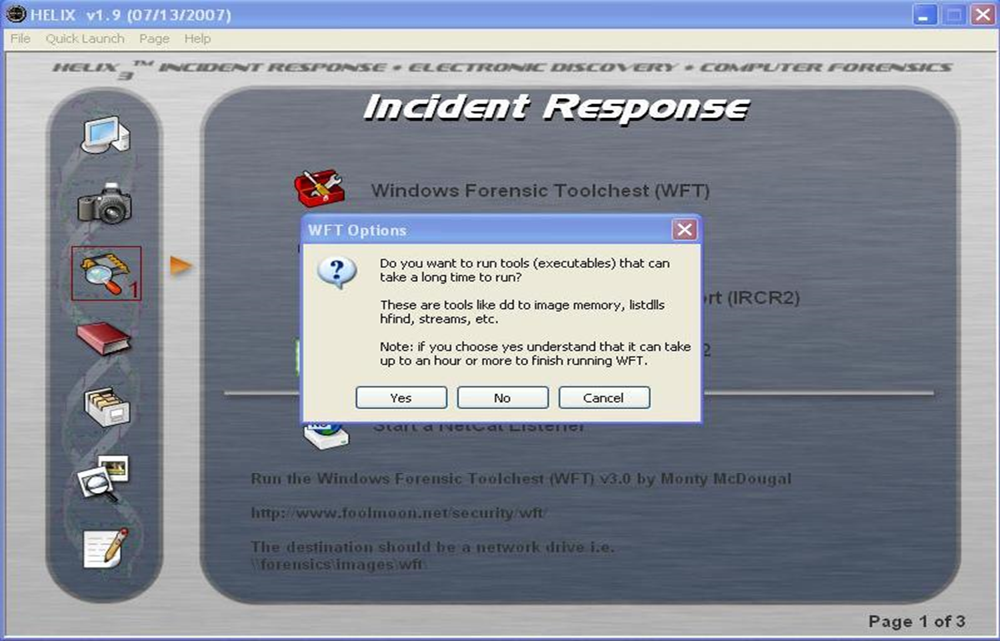 HELIX v1.9 (07/13/2007)
File Quick Launch Page Help
HELIX3™ INCIDENT RESPONSE • ELECTRONIC DISCOVERY • COMPUTER FORENSICS
Incident Response
Windows Forensic Toolchest (WFT)
WFT Options
Do you want to run tools (executables) that can
take a long time to run?
These are tools like dd to image memory, listdlls
hfind, streams, etc.
Note: if you choose yes understand that it can take
up to an hour or more to finish running WFT.
Yes No Cancel
1
(IRCR2)
2
Start a NetCat Listener
Run the Windows Forensic Toolchest (WFT) v3.0 by Monty McDougal
http://www.foolmoon.net/security/wft/
The destination should be a network drive i.e.
\\forensics\images\wft\
Page 1 of 3